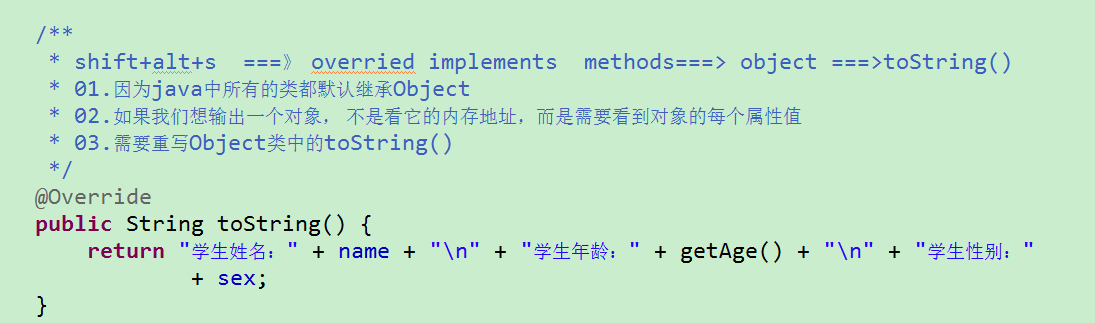 /**
 * shift+alt+s  ===》 overried implements  methods===> object ===>toString()
 * 01.因为java中所有的类都默认继承Object
 * 02.如果我们想输出一个对象, 不是看它的内存地址,而是需要看到对象的每个属性值
 * 03.需要重写Object类中的toString()
 */
@Override
public String toString() {
    return "学生姓名：" + name + "\n" + "学生年龄：" + getAge() + "\n" + "学生性别："
            + sex;
}